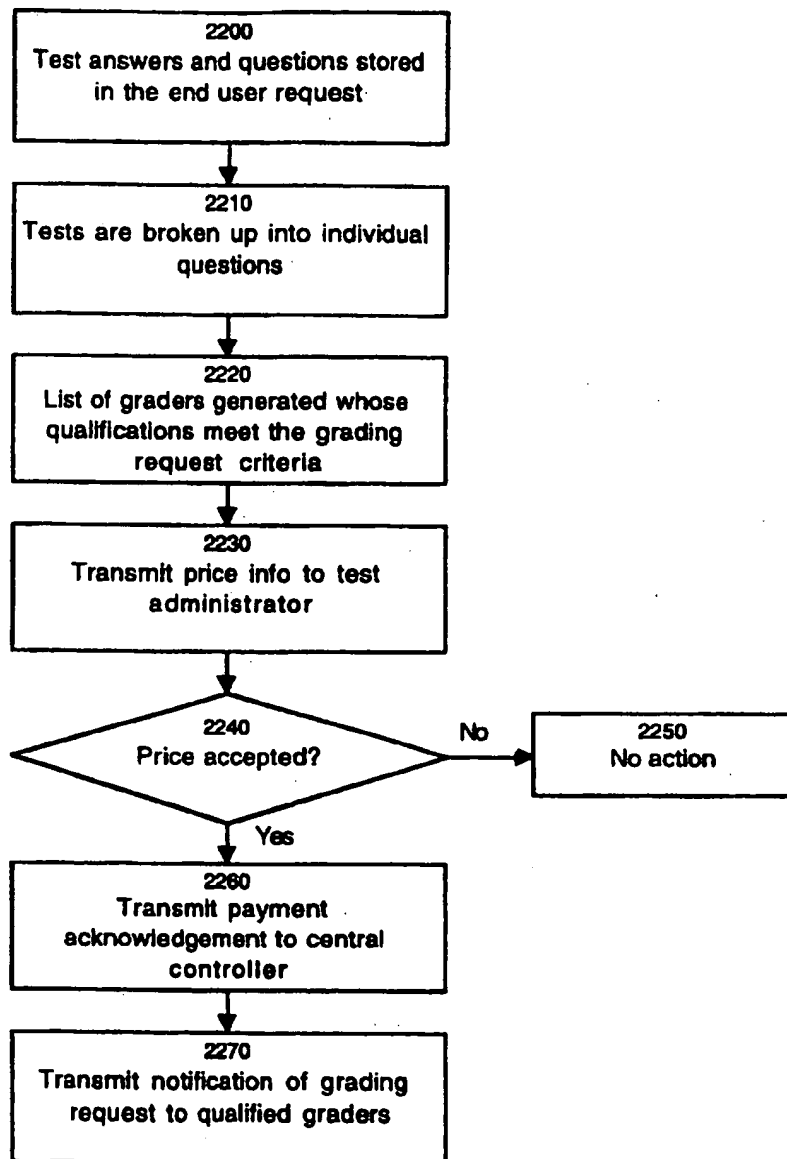 2200
Test answers and questions stored
in the end user request
2210
Tests are broken up into individual
questions
2220
List of graders generated whose
qualifications meet the grading
request criteria
2230
Transmit price info to test
administrator
2240
Price accepted?
No
2250
No action
Yes
2260
Transmit payment
acknowledgement to central
controller
2270
Transmit notification of grading
request to qualified graders